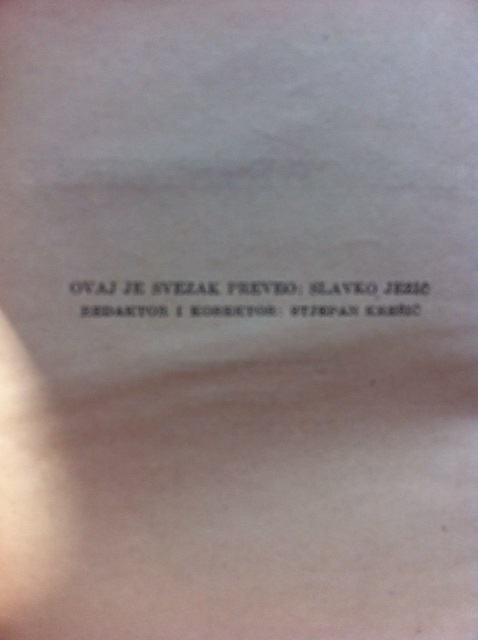 OVAJ JE SVEZAK PREVEO: SLAVKO JEŽIĆ
REDAKTOR I KOREKTOR: STJEPAN KREŠIĆ